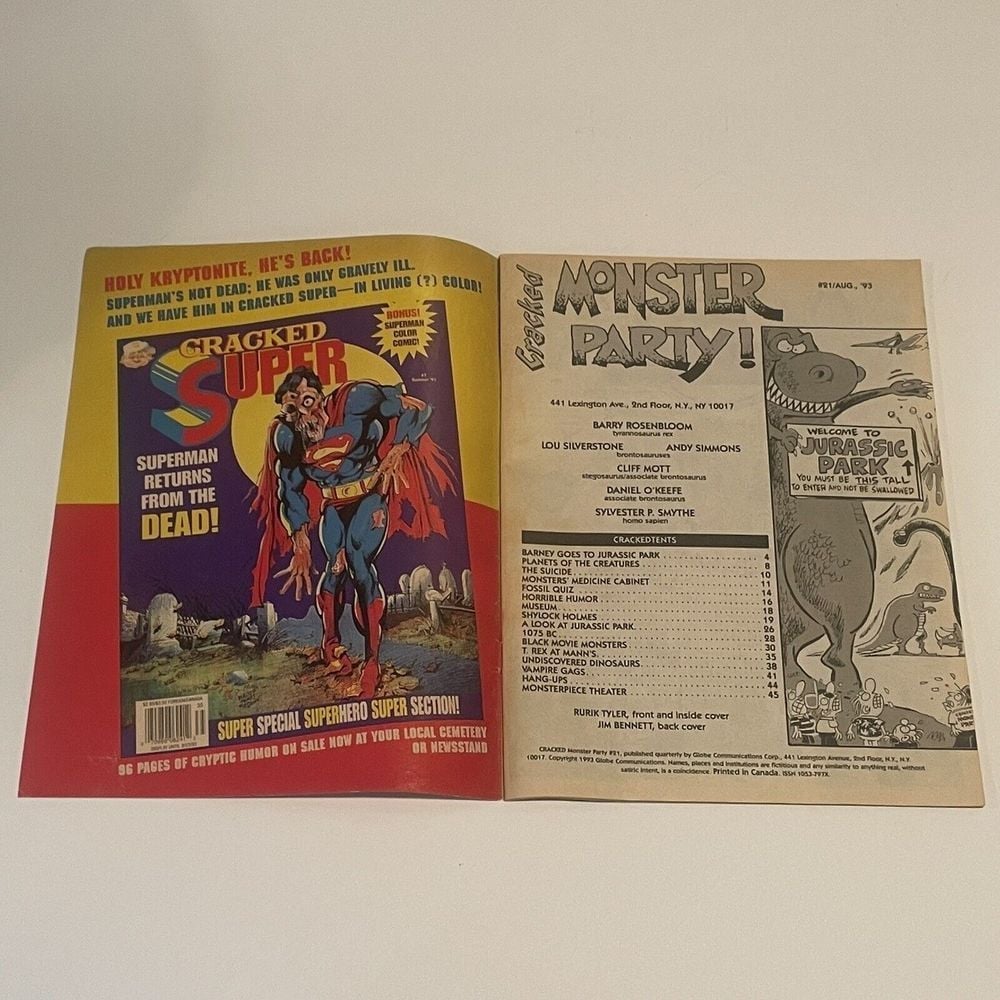 HOLY KRYPTONITE, HE'S BACK!
SUPERMAN'S NOT DEAD; HE WAS ONLY GRAVELY ILL.
AND WE HAVE HIM IN CRACKED SUPER—IN LIVING (?) COLOR!
BONUS!
SUPERMAN
COLOR
COMIC!
CRACKED
SUPER
SUPERMAN
RETURNS
FROM THE
DEAD!
SUPER SPECIAL SUPERHERO SUPER SECTION!
96 PAGES OF CRYPTIC HUMOR ON SALE NOW AT YOUR LOCAL CEMETERY
OR NEWSSTAND
Cracked
MONSTER
PARTY!
#21/AUG., '93
441 Lexington Ave., 2nd Floor, N.Y., NY 10017
BARRY ROSENBLOOM
tyrannosaurus rex
LOU SILVERSTONE ANDY SIMMONS
brontosauruses
CLIFF MOTT
stegosaurus/associate brontosaurus
DANIEL O'KEEFE
associate brontosaurus
SYLVESTER P. SMYTHE
homo sapien
CRACKEDTENTS
BARNEY GOES TO JURASSIC PARK 4
PLANETS OF THE CREATURES 8
THE SUICIDE 10
MONSTERS' MEDICINE CABINET 11
FOSSIL QUIZ 14
HORRIBLE HUMOR 16
MUSEUM 18
SHYLOCK HOLMES 19
A LOOK AT JURASSIC PARK 26
1075 BC 28
BLACK MOVIE MONSTERS 30
T. REX AT MANN'S 35
UNDISCOVERED DINOSAURS 38
VAMPIRE GAGS 41
HANG-UPS 44
MONSTERPIECE THEATER 45
RURIK TYLER, front and inside cover
JIM BENNETT, back cover
WELCOME TO
JURASSIC
PARK
YOU MUST BE THIS TALL
TO ENTER AND NOT BE SWALLOWED
CRACKED Monster Party #21, published quarterly by Globe Communications Corp., 441 Lexington Avenue, 2nd Floor, N.Y., N.Y.
10017. Copyright 1993 Globe Communications. Names, places and institutions are fictitious and any similarity to anything real, without
satiric intent, is a coincidence. Printed in Canada. ISSN 1053-797X.